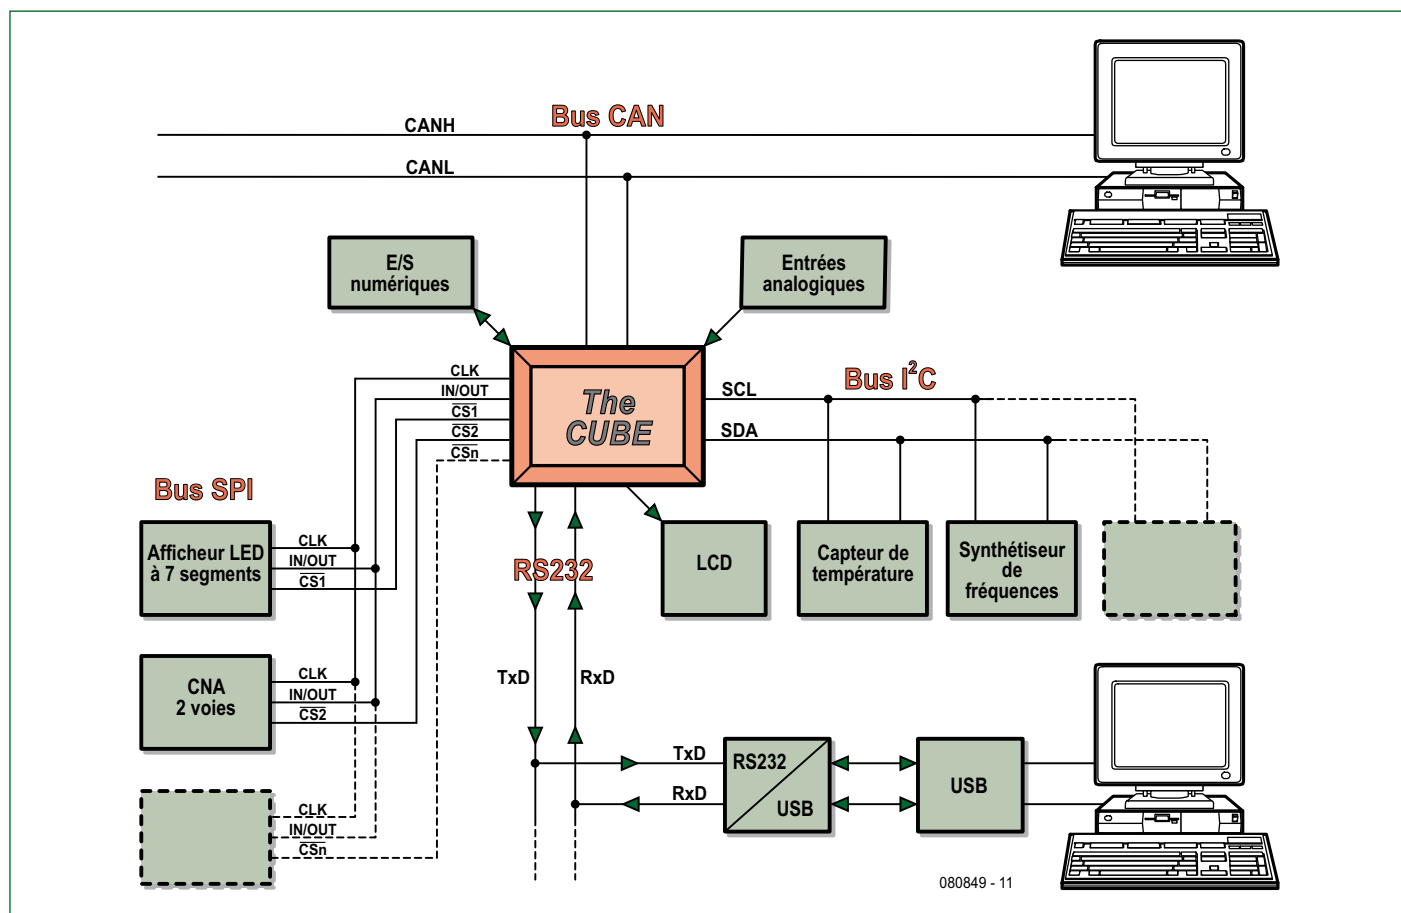 Bus CAN
CANH
CANL
E/S
numériques
Entrées
analogiques
CLK
IN/OUT
CS1
CS2
CSn
The
CUBE
SCL
SDA
Bus I²C
Bus SPI
Afficheur LED
à 7 segments
CLK
IN/OUT
CS1
RS232
LCD
Capteur de
température
Synthétiseur
de
fréquences
CNA
2 voies
CLK
IN/OUT
CS2
TxD
RxD
CLK
IN/OUT
CSn
TxD
RxD
RS232
USB
USB
080849 - 11